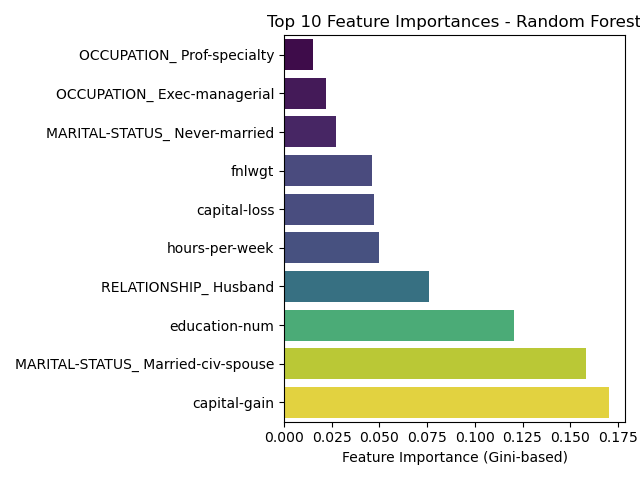 Top 10 Feature Importances - Random Forest
OCCUPATION_ Prof-specialty
OCCUPATION_ Exec-managerial
MARITAL-STATUS_ Never-married
fnlwgt
capital-loss
hours-per-week
RELATIONSHIP_ Husband
education-num
MARITAL-STATUS_ Married-civ-spouse
capital-gain
0.000 0.025 0.050 0.075 0.100 0.125 0.150 0.175
Feature Importance (Gini-based)